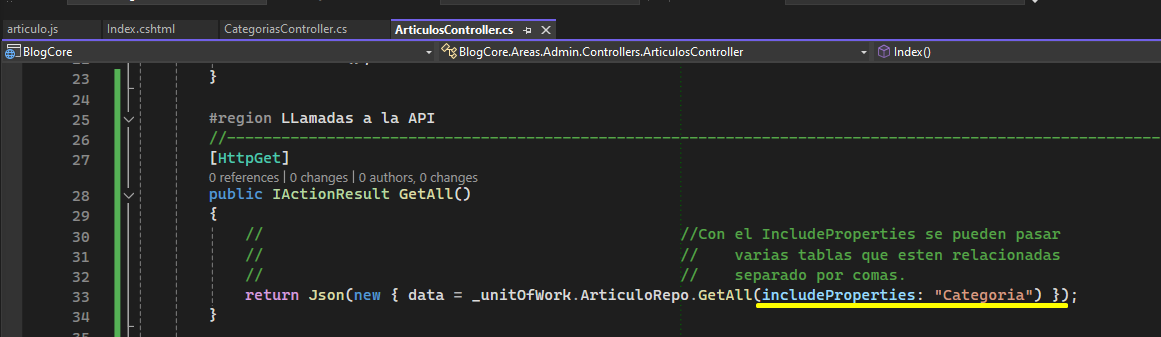 articulo.js Index.cshtml CategoriasController.cs ArticulosController.cs
BlogCore BlogCore.Areas.Admin.Controllers.ArticulosController Index()
23 }
24
25 #region LLamadas a la API
26 //--------------------------------------------------------------------------------------------------------
27 [HttpGet]
0 references | 0 changes | 0 authors, 0 changes
28 public IActionResult GetAll()
29 {
30 // //Con el IncludeProperties se pueden pasar
31 // // varias tablas que esten relacionadas
32 // // separado por comas.
33 return Json(new { data = _unitOfWork.ArticuloRepo.GetAll(includeProperties: "Categoria") });
34 }